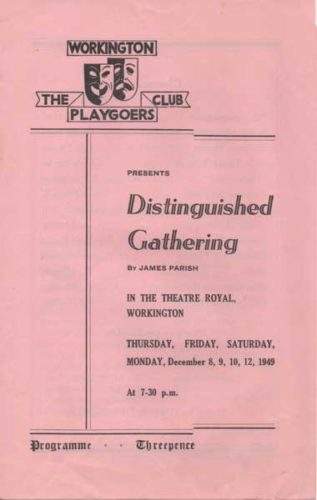 WORKINGTON
THE CLUB
PLAYGOERS
PRESENTS
Distinguished
Gathering
BY JAMES PARISH
IN THE THEATRE ROYAL,
WORKINGTON
THURSDAY, FRIDAY, SATURDAY,
MONDAY, December 8, 9, 10, 12, 1949
At 7-30 p.m.
Programme · · Threepence